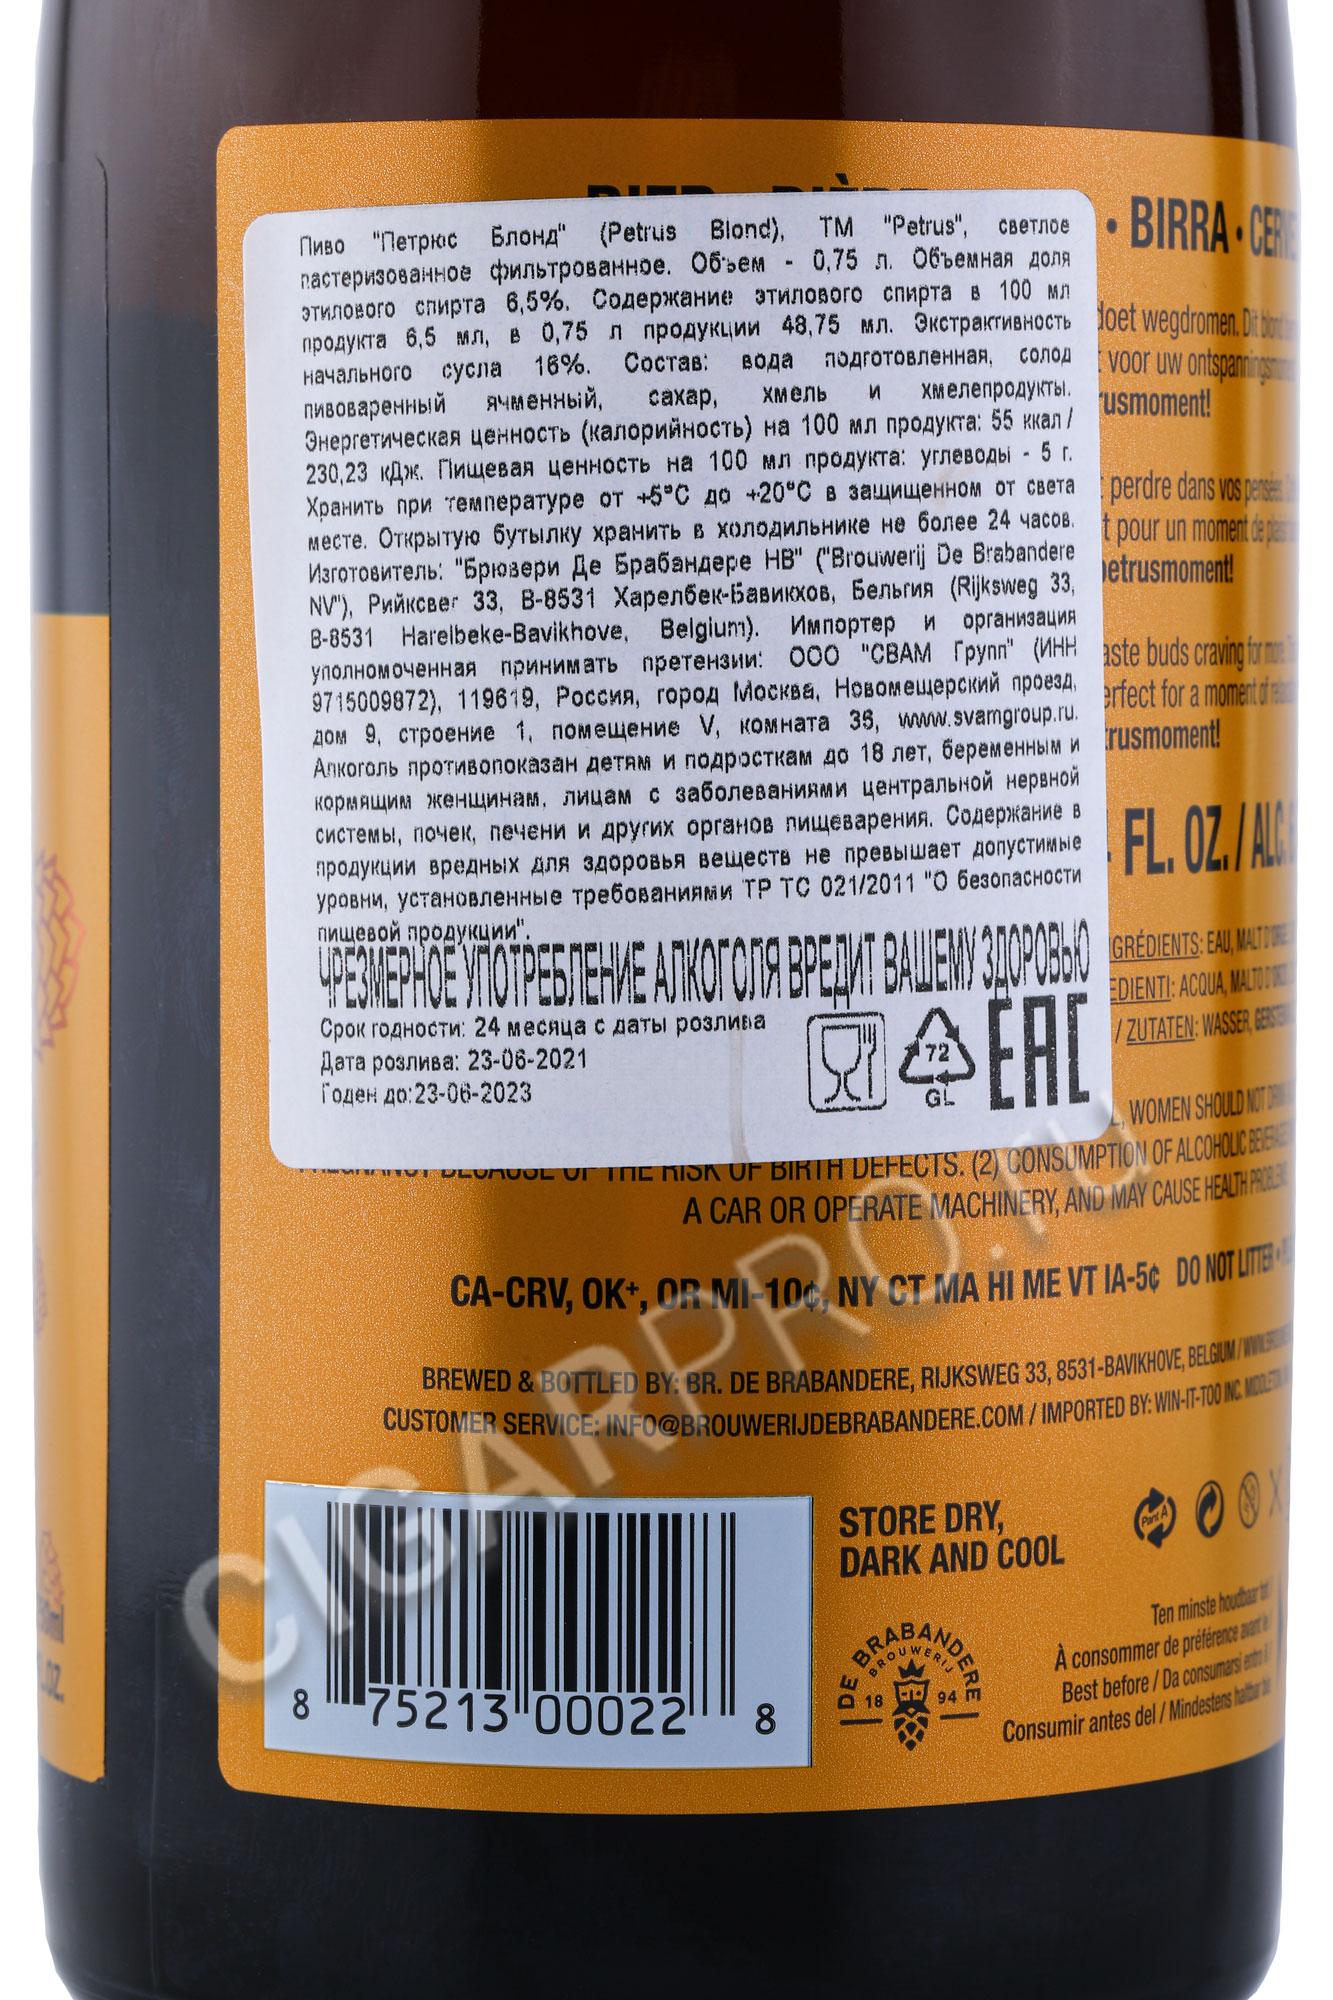 • BIRRA •
Пиво "Петрюс Блонд" (Petrus Blond), ТМ "Petrus", светлое
пастеризованное фильтрованное. Объем - 0,75 л. Объемная доля
этилового спирта 6,5%. Содержание этилового спирта в 100 мл
продукта 6,5 мл, в 0,75 л продукции 48,75 мл. Экстрактивность
начального сусла 16%. Состав: вода подготовленная, солод
пивоваренный ячменный, сахар, хмель и хмелепродукты.
Энергетическая ценность (калорийность) на 100 мл продукта: 55 ккал /
230,23 кДж. Пищевая ценность на 100 мл продукта: углеводы - 5 г.
Хранить при температуре от +5°C до +20°C в защищенном от света
месте. Открытую бутылку хранить в холодильнике не более 24 часов.
Изготовитель: "Брювери Де Брабандере НВ" ("Brouwerij De Brabandere
NV"), Рийксвег 33, В-8531 Харелбек-Бавикхов, Бельгия (Rijksweg 33,
B-8531 Harelbeke-Bavikhove, Belgium). Импортер и организация
уполномоченная принимать претензии: ООО "СВАМ Групп" (ИНН
9715009872), 119619, Россия, город Москва, Новомещерский проезд,
дом 9, строение 1, помещение V, комната 36, www.svamgroup.ru.
Алкоголь противопоказан детям и подросткам до 18 лет, беременным и
кормящим женщинам, лицам с заболеваниями центральной нервной
системы, почек, печени и других органов пищеварения. Содержание в
продукции вредных для здоровья веществ не превышает допустимые
уровни, установленные требованиями ТР ТС 021/2011 "О безопасности
пищевой продукции".
ЧРЕЗМЕРНОЕ УПОТРЕБЛЕНИЕ АЛКОГОЛЯ ВРЕДИТ ВАШЕМУ ЗДОРОВЬЮ
Срок годности: 24 месяца с даты розлива
Дата розлива: 23-06-2021
Годен до:23-06-2023
72
GL
EAC
doet wegdromen. Dit blond
voor uw ontspanningsmoment
perdre dans vos pensées.
pour un moment de plaisir
petrusmoment!
taste buds craving for more.
perfect for a moment of
FL. OZ. / ALC.
INGRÉDIENTS: EAU, MALT D'ORGE
ACQUA, MALTO D'ORZO
/ ZUTATEN: WASSER,
WOMEN SHOULD NOT DRINK
PREGNANCY BECAUSE OF THE RISK OF BIRTH DEFECTS. (2) CONSUMPTION OF ALCOHOLIC BEVERAGES
A CAR OR OPERATE MACHINERY, AND MAY CAUSE HEALTH PROBLEMS
CA-CRV, OK+, OR MI-10¢, NY CT MA HI ME VT IA-5¢ DO NOT LITTER •
BREWED & BOTTLED BY: BR. DE BRABANDERE, RIJKSWEG 33, 8531-BAVIKHOVE, BELGIUM /
CUSTOMER SERVICE: INFO@BROUWERIJDEBRABANDERE.COM / IMPORTED BY: WIN-IT-TOO INC. MIDDLETON,
8 75213 00022 8
STORE DRY,
DARK AND COOL
Pant A
DE BRABANDERE
BROUWERIJ
18 94
Ten minste houdbaar tot /
À consommer de préférence avant le /
Best before / Da consumarsi entro il /
Consumir antes del / Mindestens haltbar bis
CIGARPRO.ru